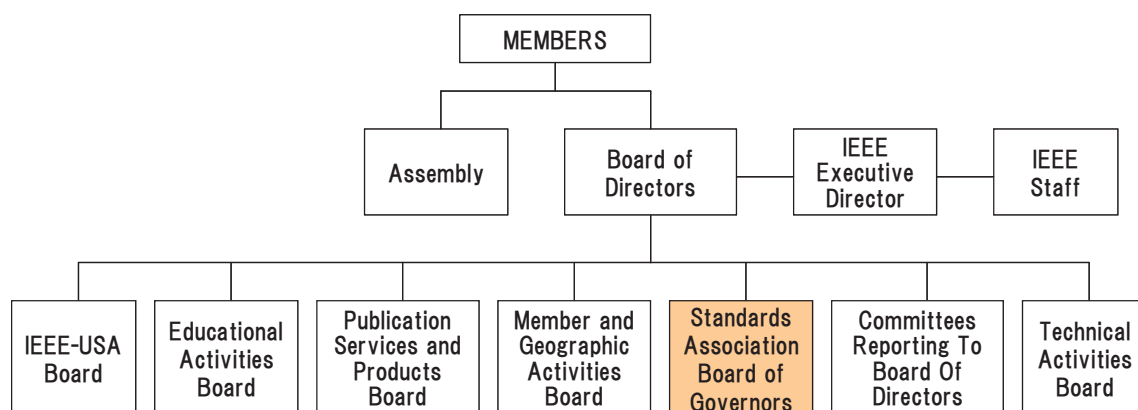 MEMBERS
Assembly
Board of
Directors
IEEE
Executive
Director
IEEE
Staff
IEEE-USA
Board
Educational
Activities
Board
Publication
Services and
Products
Board
Member and
Geographic
Activities
Board
Standards
Association
Board of
Governors
Committees
Reporting To
Board Of
Directors
Technical
Activities
Board